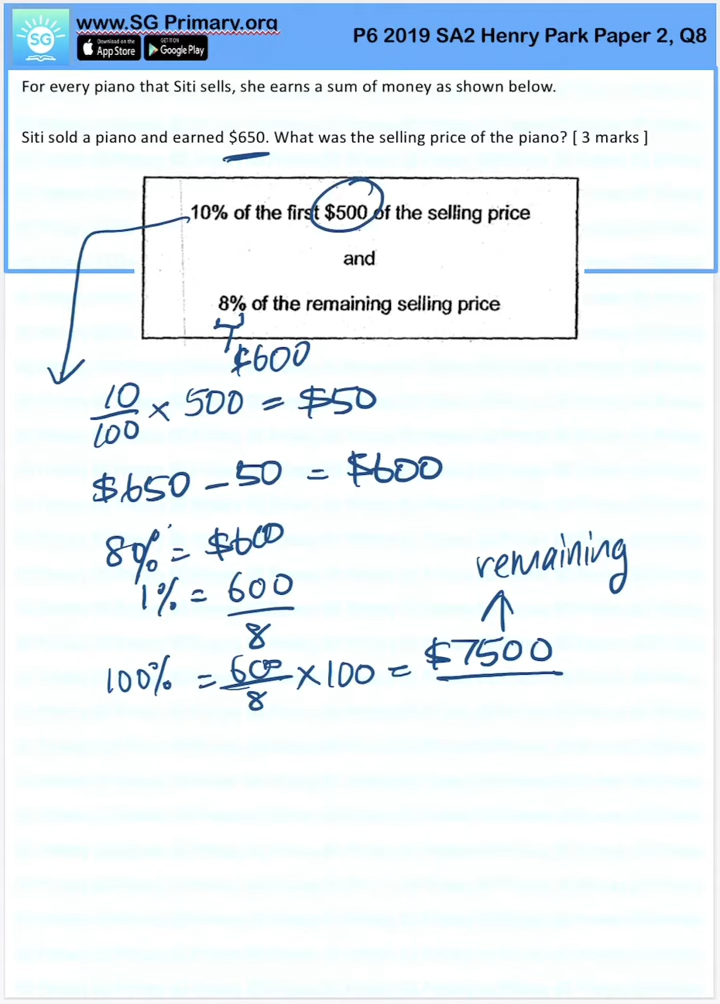 www.SG Primary.org
SG
Download on the
App Store
GET IT ON
Google Play
P6 2019 SA2 Henry Park Paper 2, Q8
For every piano that Siti sells, she earns a sum of money as shown below.
Siti sold a piano and earned $650. What was the selling price of the piano? [ 3 marks ]
10% of the first $500 of the selling price
and
8% of the remaining selling price
$600
10/100 × 500 = $50
$650 - 50 = $600
8% = $600
1% = 600/8
remaining
100% = 600/8 × 100 = $7500